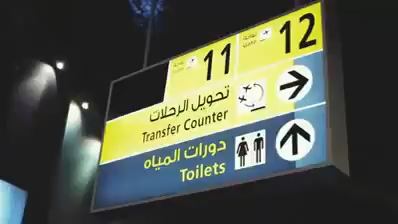 11 12
تحويل الرحلات
Transfer Counter
دورات المياه
Toilets